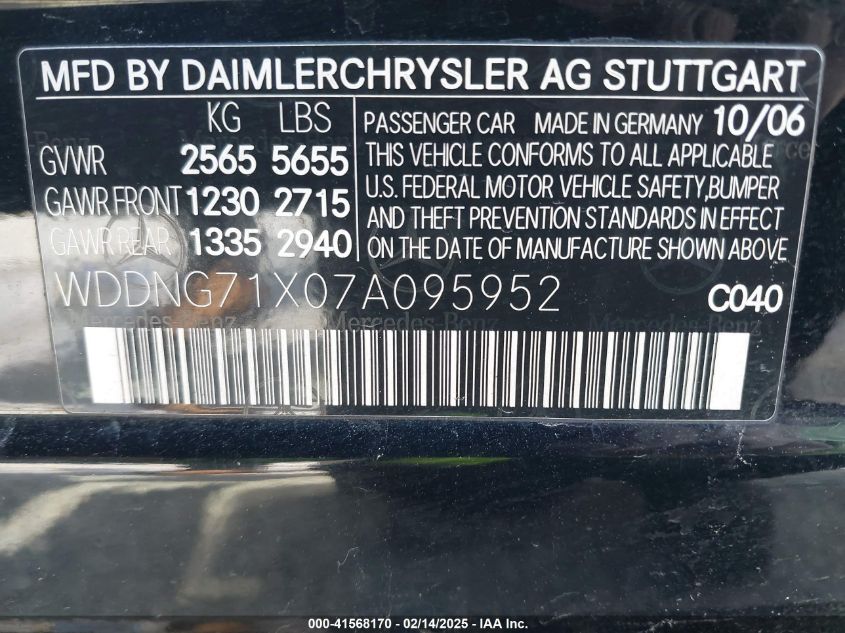 MFD BY DAIMLERCHRYSLER AG STUTTGART
KG LBS
GVWR 2565 5655
GAWR FRONT 1230 2715
GAWR REAR 1335 2940
PASSENGER CAR MADE IN GERMANY 10/06
THIS VEHICLE CONFORMS TO ALL APPLICABLE
U.S. FEDERAL MOTOR VEHICLE SAFETY, BUMPER
AND THEFT PREVENTION STANDARDS IN EFFECT
ON THE DATE OF MANUFACTURE SHOWN ABOVE
WDDNG71X07A095952
C040
Mercedes-Benz
000-41568170 - 02/14/2025 - IAA Inc.